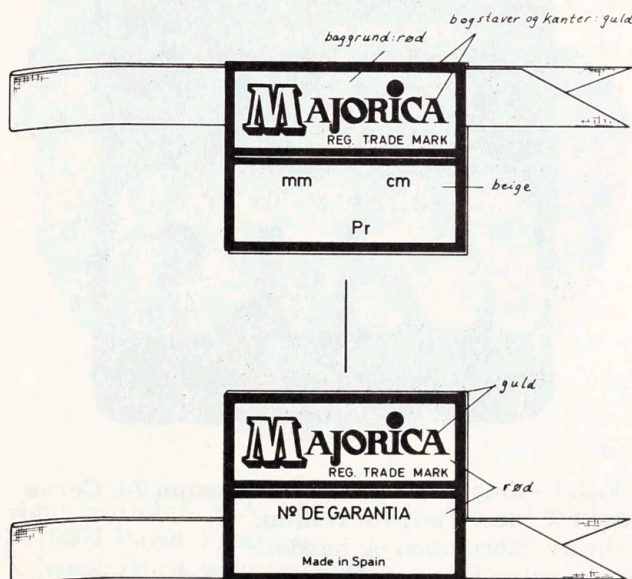 bogstaver og kanter: guld
baggrund: rød
MAJORICA
REG. TRADE MARK
mm cm
beige
Pr
guld
MAJORICA
REG. TRADE MARK
rød
Nº DE GARANTIA
Made in Spain